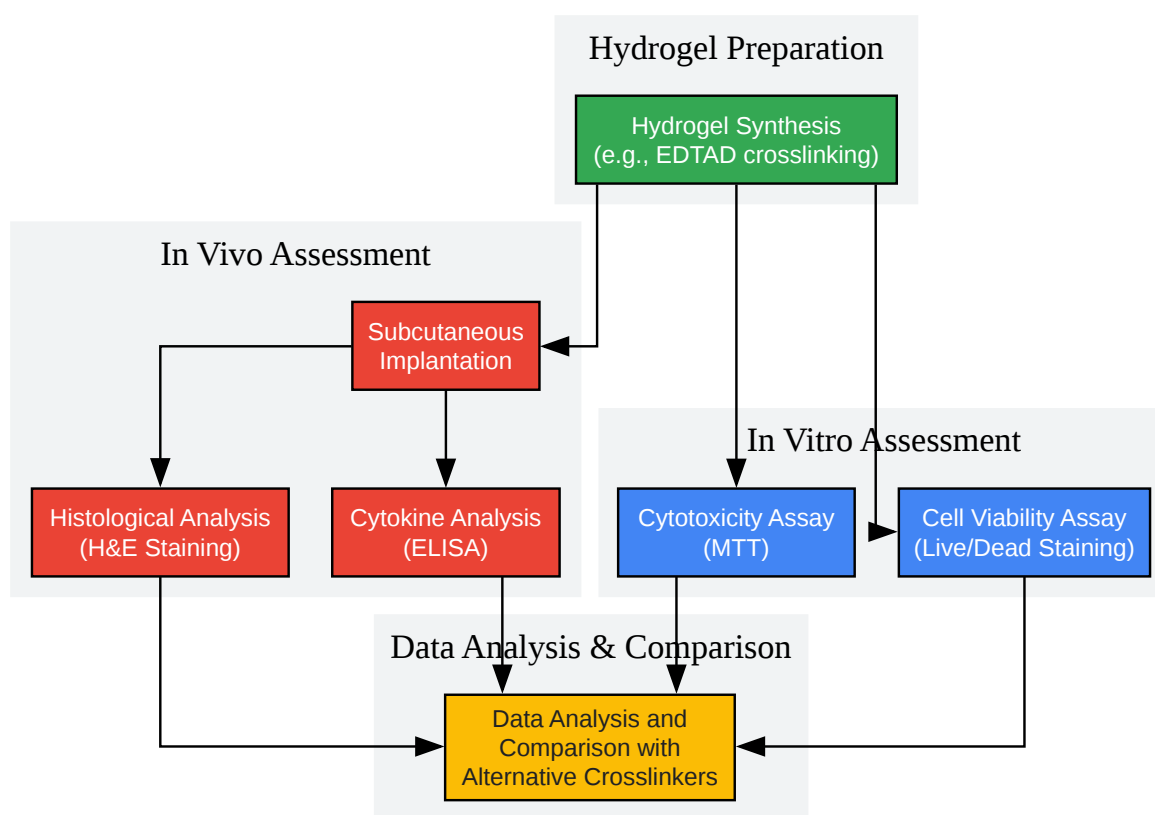 Hydrogel Preparation
Hydrogel Synthesis
(e.g., EDTAD crosslinking)
In Vivo Assessment
Subcutaneous
Implantation
In Vitro Assessment
Histological Analysis
(H&E Staining)
Cytokine Analysis
(ELISA)
Cytotoxicity Assay
(MTT)
Cell Viability Assay
(Live/Dead Staining)
Data Analysis & Comparison
Data Analysis and
Comparison with
Alternative Crosslinkers